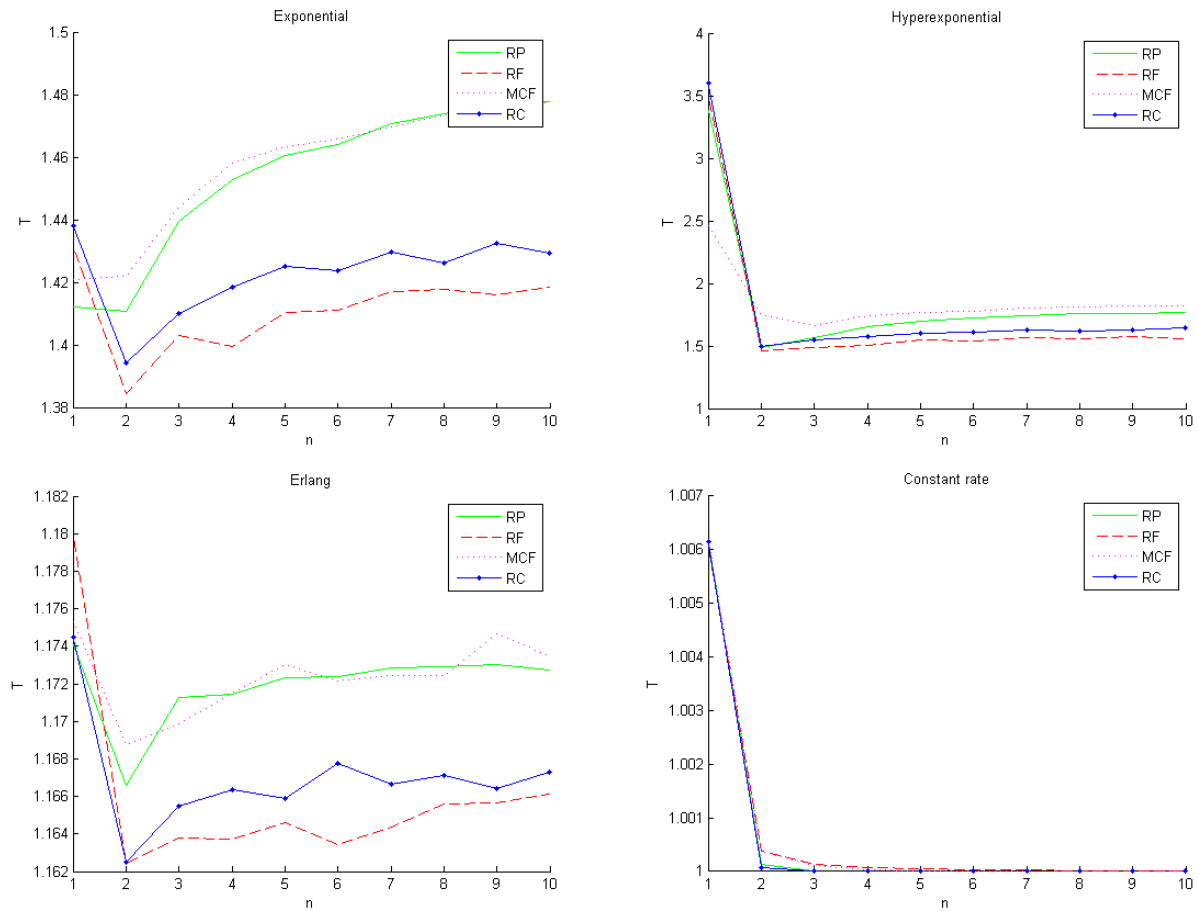 Exponential
1.5
1.48
1.46
1.44
1.42
1.4
1.38
T
1 2 3 4 5 6 7 8 9 10
n
RP
RF
MCF
RC
Hyperexponential
4
3.5
3
2.5
2
1.5
1
T
1 2 3 4 5 6 7 8 9 10
n
RP
RF
MCF
RC
Erlang
1.182
1.18
1.178
1.176
1.174
1.172
1.17
1.168
1.166
1.164
1.162
T
1 2 3 4 5 6 7 8 9 10
n
RP
RF
MCF
RC
Constant rate
1.007
1.006
1.005
1.004
1.003
1.002
1.001
1
T
1 2 3 4 5 6 7 8 9 10
n
RP
RF
MCF
RC